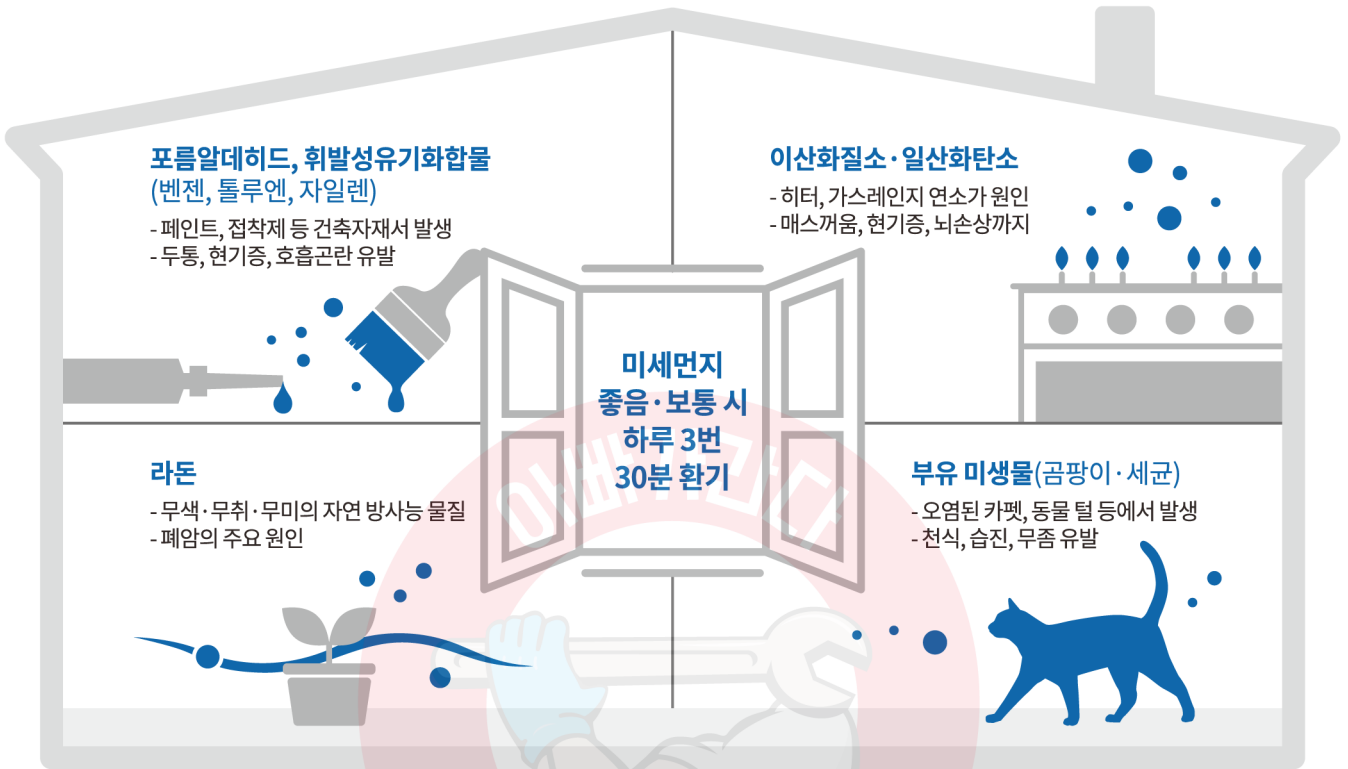 포름알데히드, 휘발성유기화합물
(벤젠, 톨루엔, 자일렌)
- 페인트, 접착제 등 건축자재서 발생
- 두통, 현기증, 호흡곤란 유발
이산화질소·일산화탄소
- 히터, 가스레인지 연소가 원인
- 매스꺼움, 현기증, 뇌손상까지
미세먼지
좋음·보통 시
하루 3번
30분 환기
라돈
- 무색·무취·무미의 자연 방사능 물질
- 폐암의 주요 원인
부유 미생물(곰팡이·세균)
- 오염된 카펫, 동물 털 등에서 발생
- 천식, 습진, 무좀 유발
아빠가간다